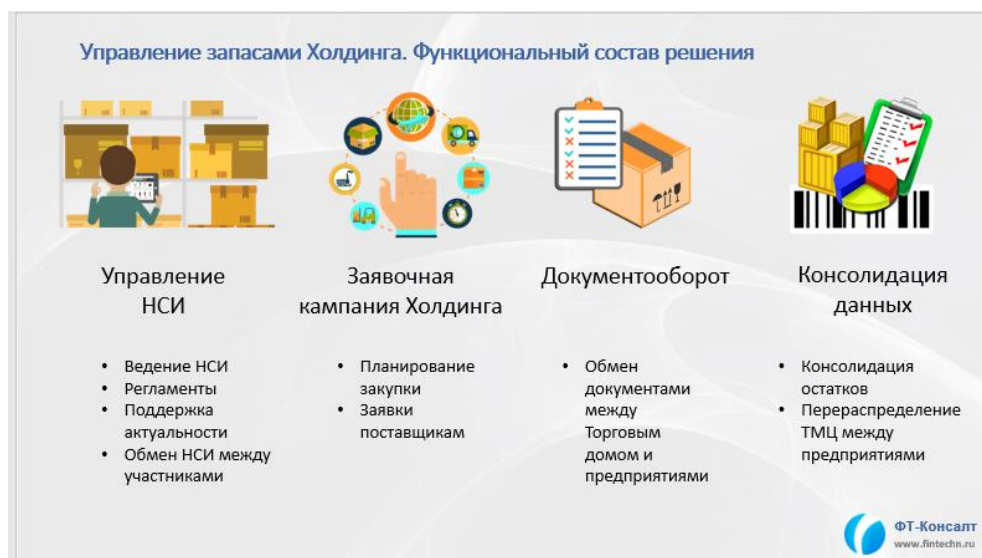 Управление запасами Холдинга. Функциональный состав решения
Управление
НСИ
• Ведение НСИ
• Регламенты
• Поддержка
актуальности
• Обмен НСИ между
участниками
Заявочная
кампания Холдинга
• Планирование
закупки
• Заявки
поставщикам
Документооборот
• Обмен
документами
между
Торговым
домом и
предприятиями
Консолидация
данных
• Консолидация
остатков
• Перераспределение
ТМЦ между
предприятиями
ФТ-Консалт
www.fintechn.ru